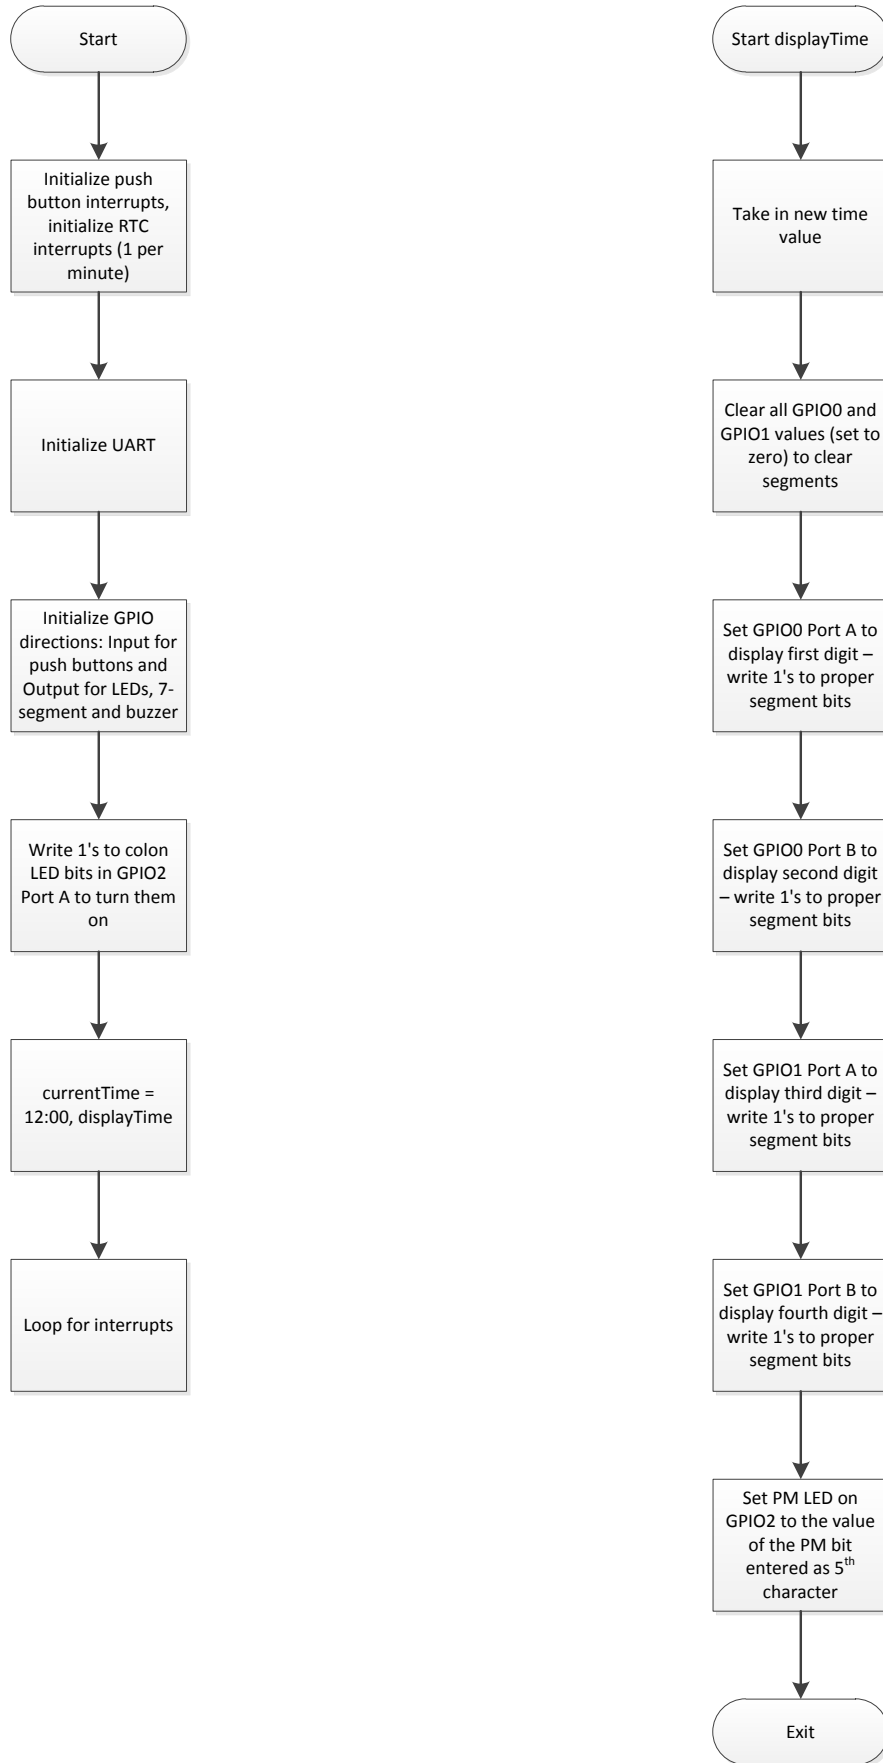 Start
Initialize push
button interrupts,
initialize RTC
interrupts (1 per
minute)
Initialize UART
Initialize GPIO
directions: Input for
push buttons and
Output for LEDs, 7-
segment and buzzer
Write 1's to colon
LED bits in GPIO2
Port A to turn them
on
currentTime =
12:00, displayTime
Loop for interrupts
Start displayTime
Take in new time
value
Clear all GPIO0 and
GPIO1 values (set to
zero) to clear
segments
Set GPIO0 Port A to
display first digit –
write 1's to proper
segment bits
Set GPIO0 Port B to
display second digit
– write 1's to proper
segment bits
Set GPIO1 Port A to
display third digit –
write 1's to proper
segment bits
Set GPIO1 Port B to
display fourth digit –
write 1's to proper
segment bits
Set PM LED on
GPIO2 to the value
of the PM bit
entered as 5th
character
Exit